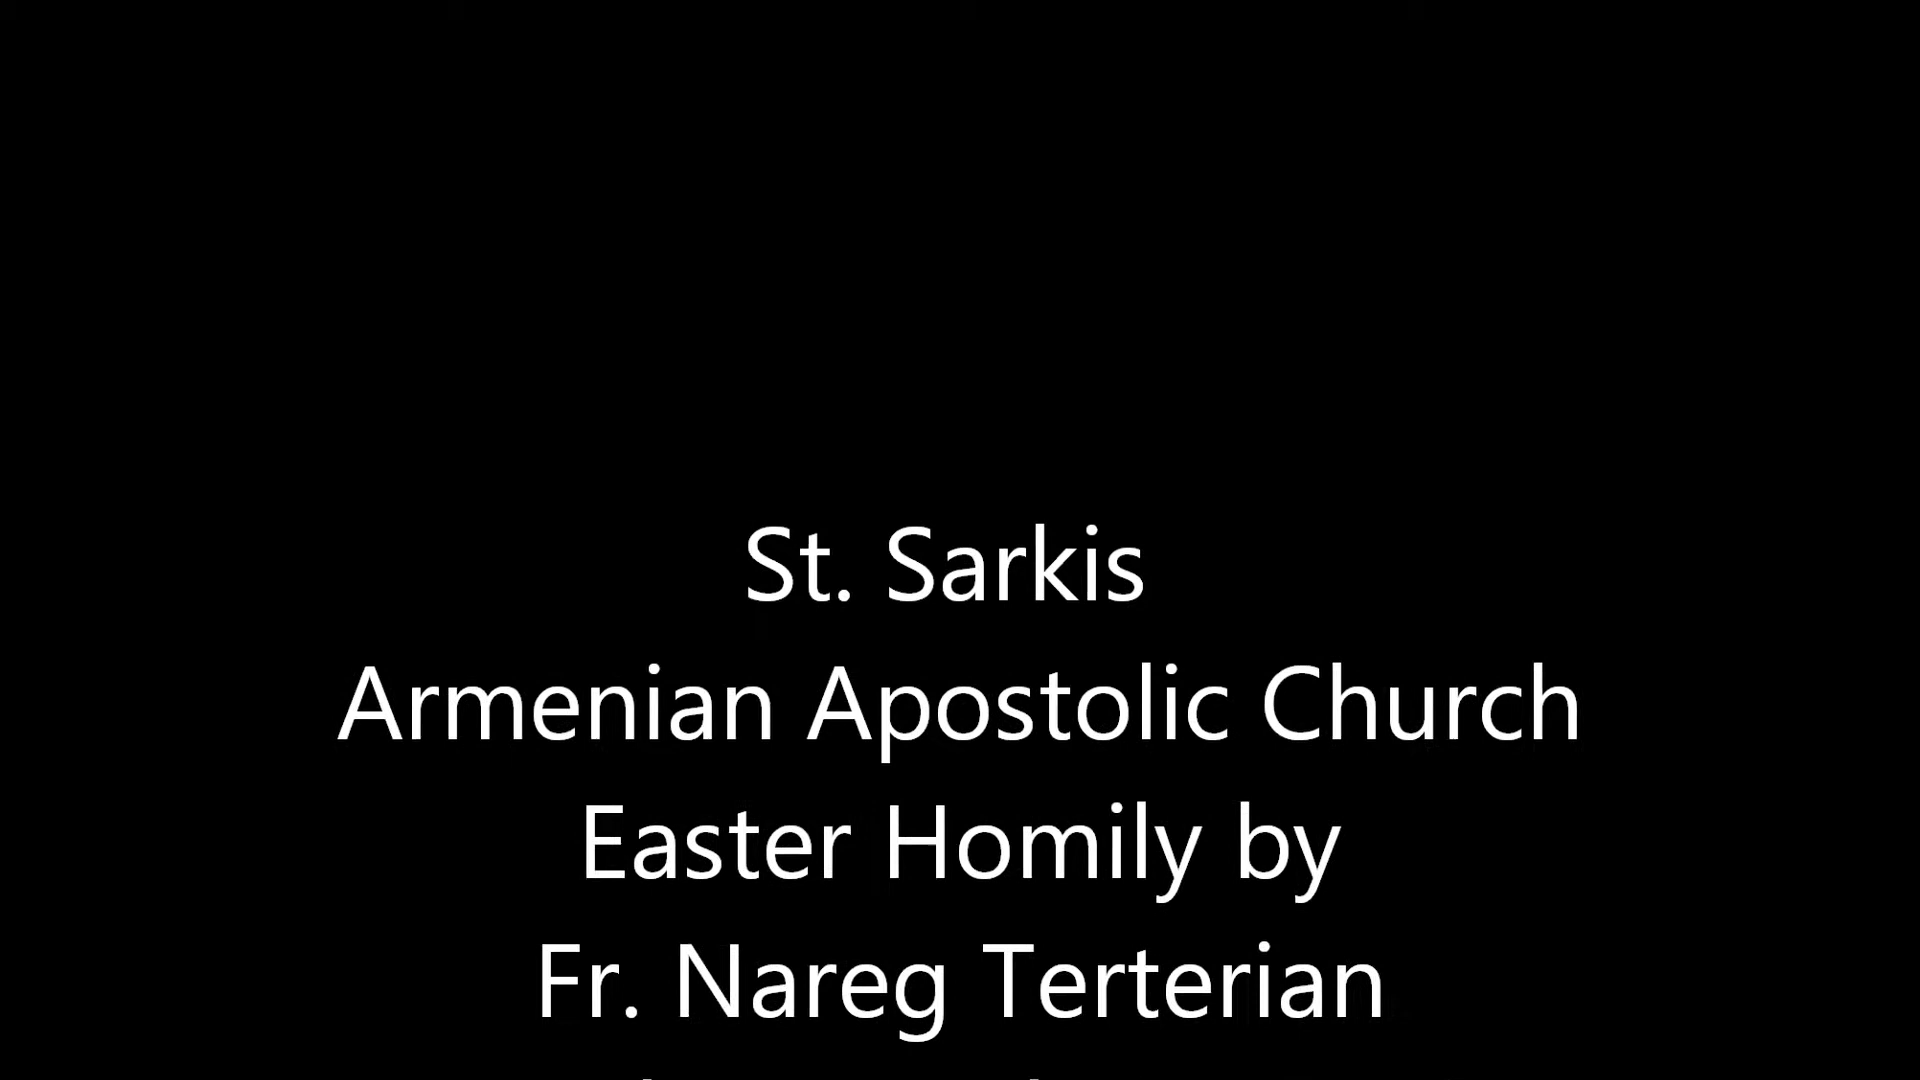 St. Sarkis
Armenian Apostolic Church
Easter Homily by
Fr. Nareg Terterian